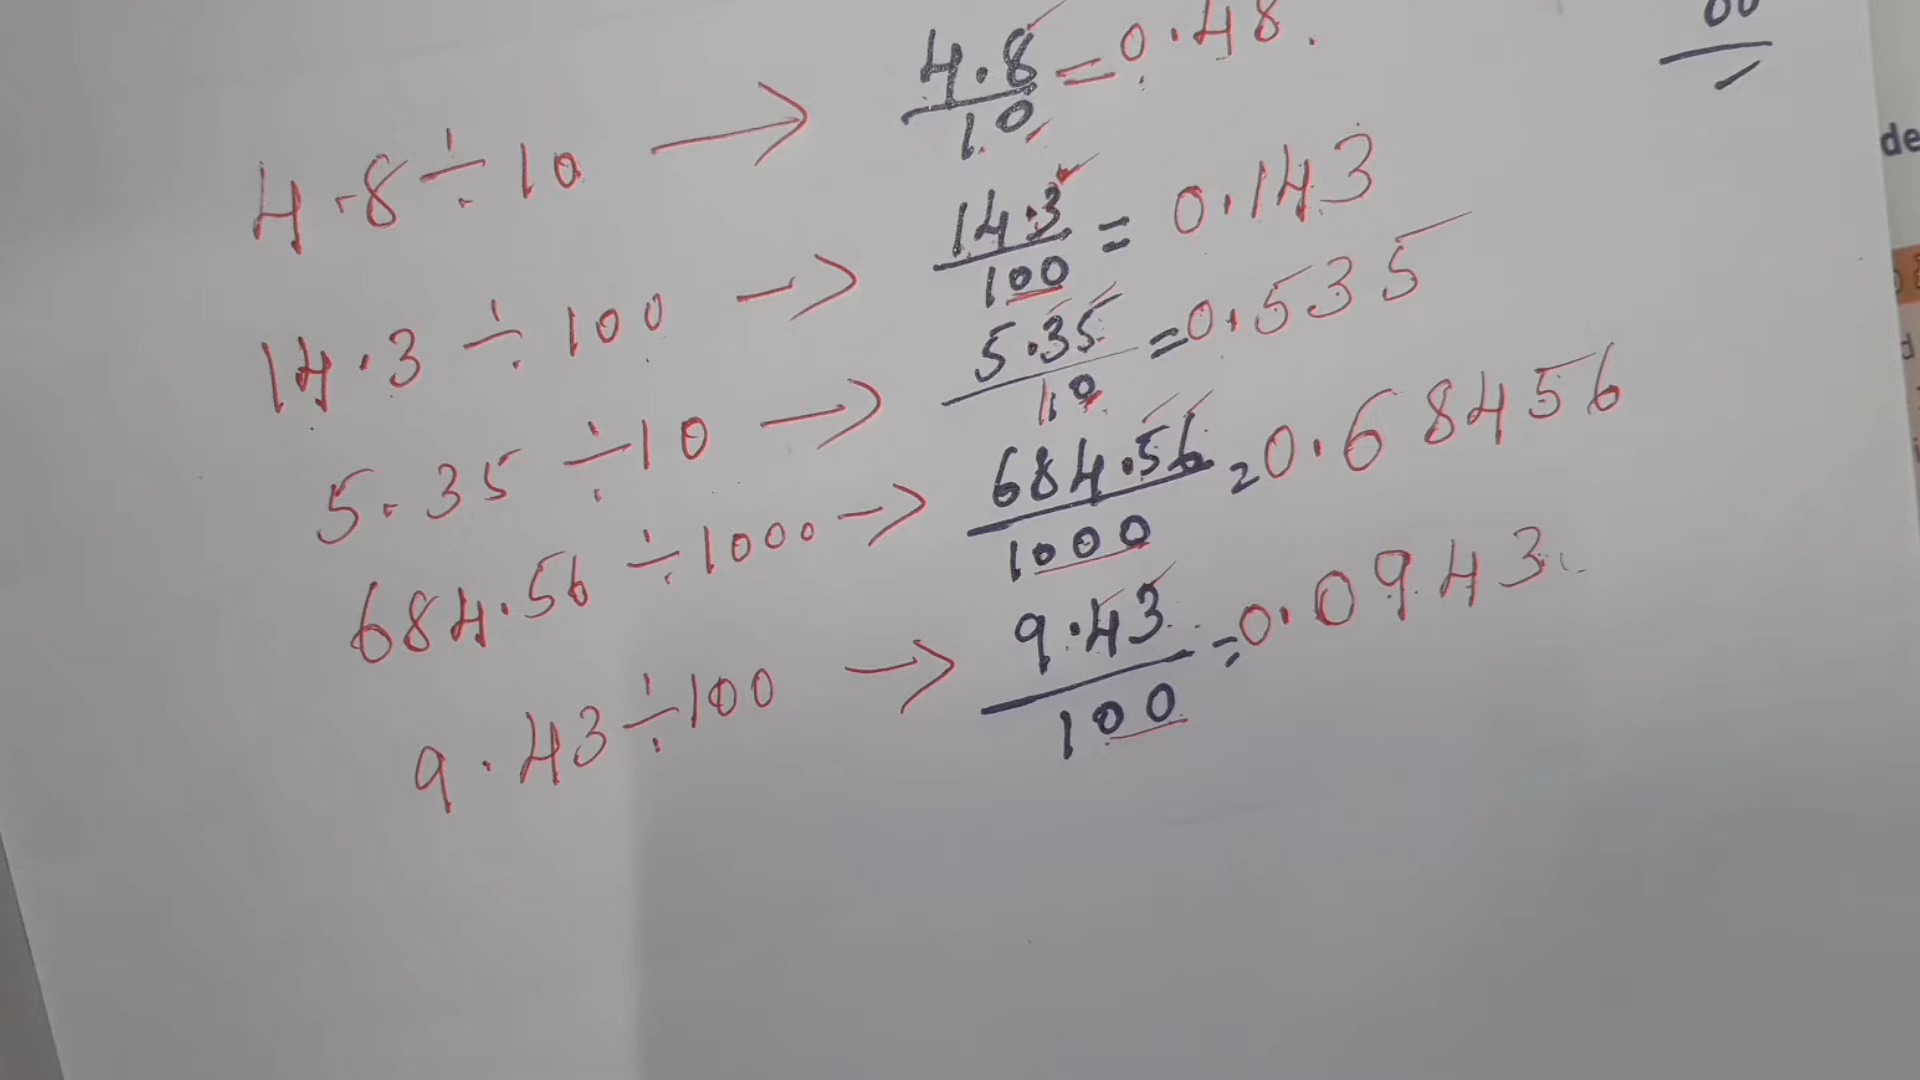 4.8 ÷ 10 → 4.8/10 = 0.48.
14.3 ÷ 100 → 14.3/100 = 0.143
5.35 ÷ 10 → 5.35/10 = 0.535
684.56 ÷ 1000 → 684.56/1000 = 0.68456
9.43 ÷ 100 → 9.43/100 = 0.0943
de